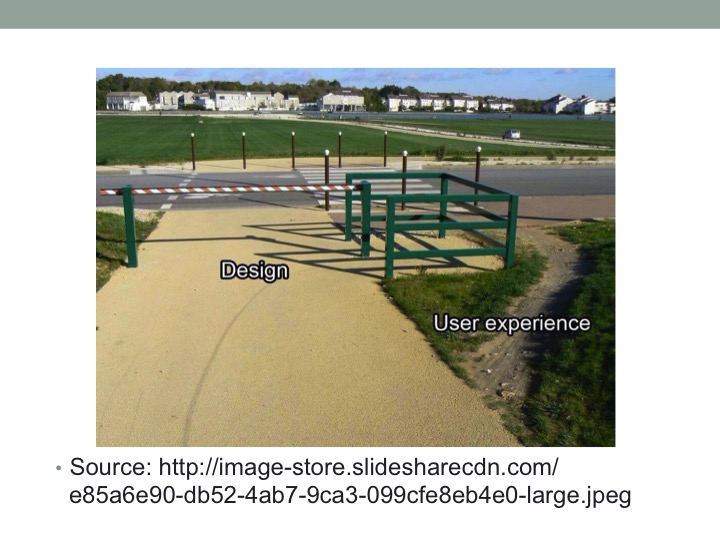 Design
User experience
• Source: http://image-store.slidesharecdn.com/
e85a6e90-db52-4ab7-9ca3-099cfe8eb4e0-large.jpeg